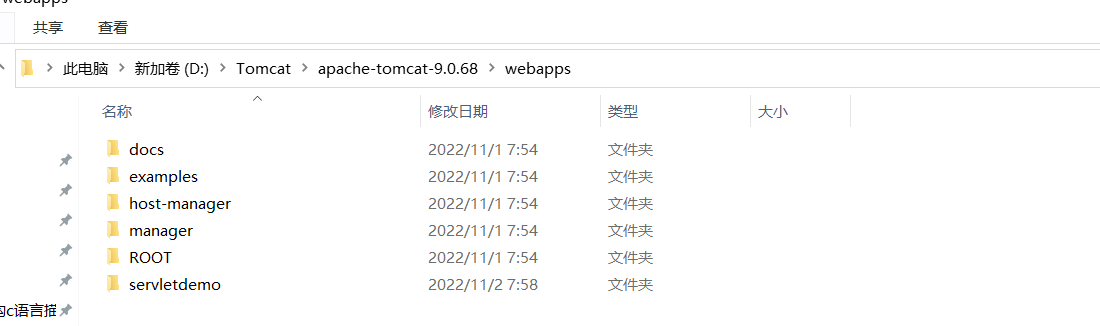 webapps
共享 查看
此电脑 新加卷 (D:) Tomcat apache-tomcat-9.0.68 webapps
名称 修改日期 类型 大小
docs 2022/11/1 7:54 文件夹
examples 2022/11/1 7:54 文件夹
host-manager 2022/11/1 7:54 文件夹
manager 2022/11/1 7:54 文件夹
ROOT 2022/11/1 7:54 文件夹
servletdemo 2022/11/2 7:58 文件夹
c语言描